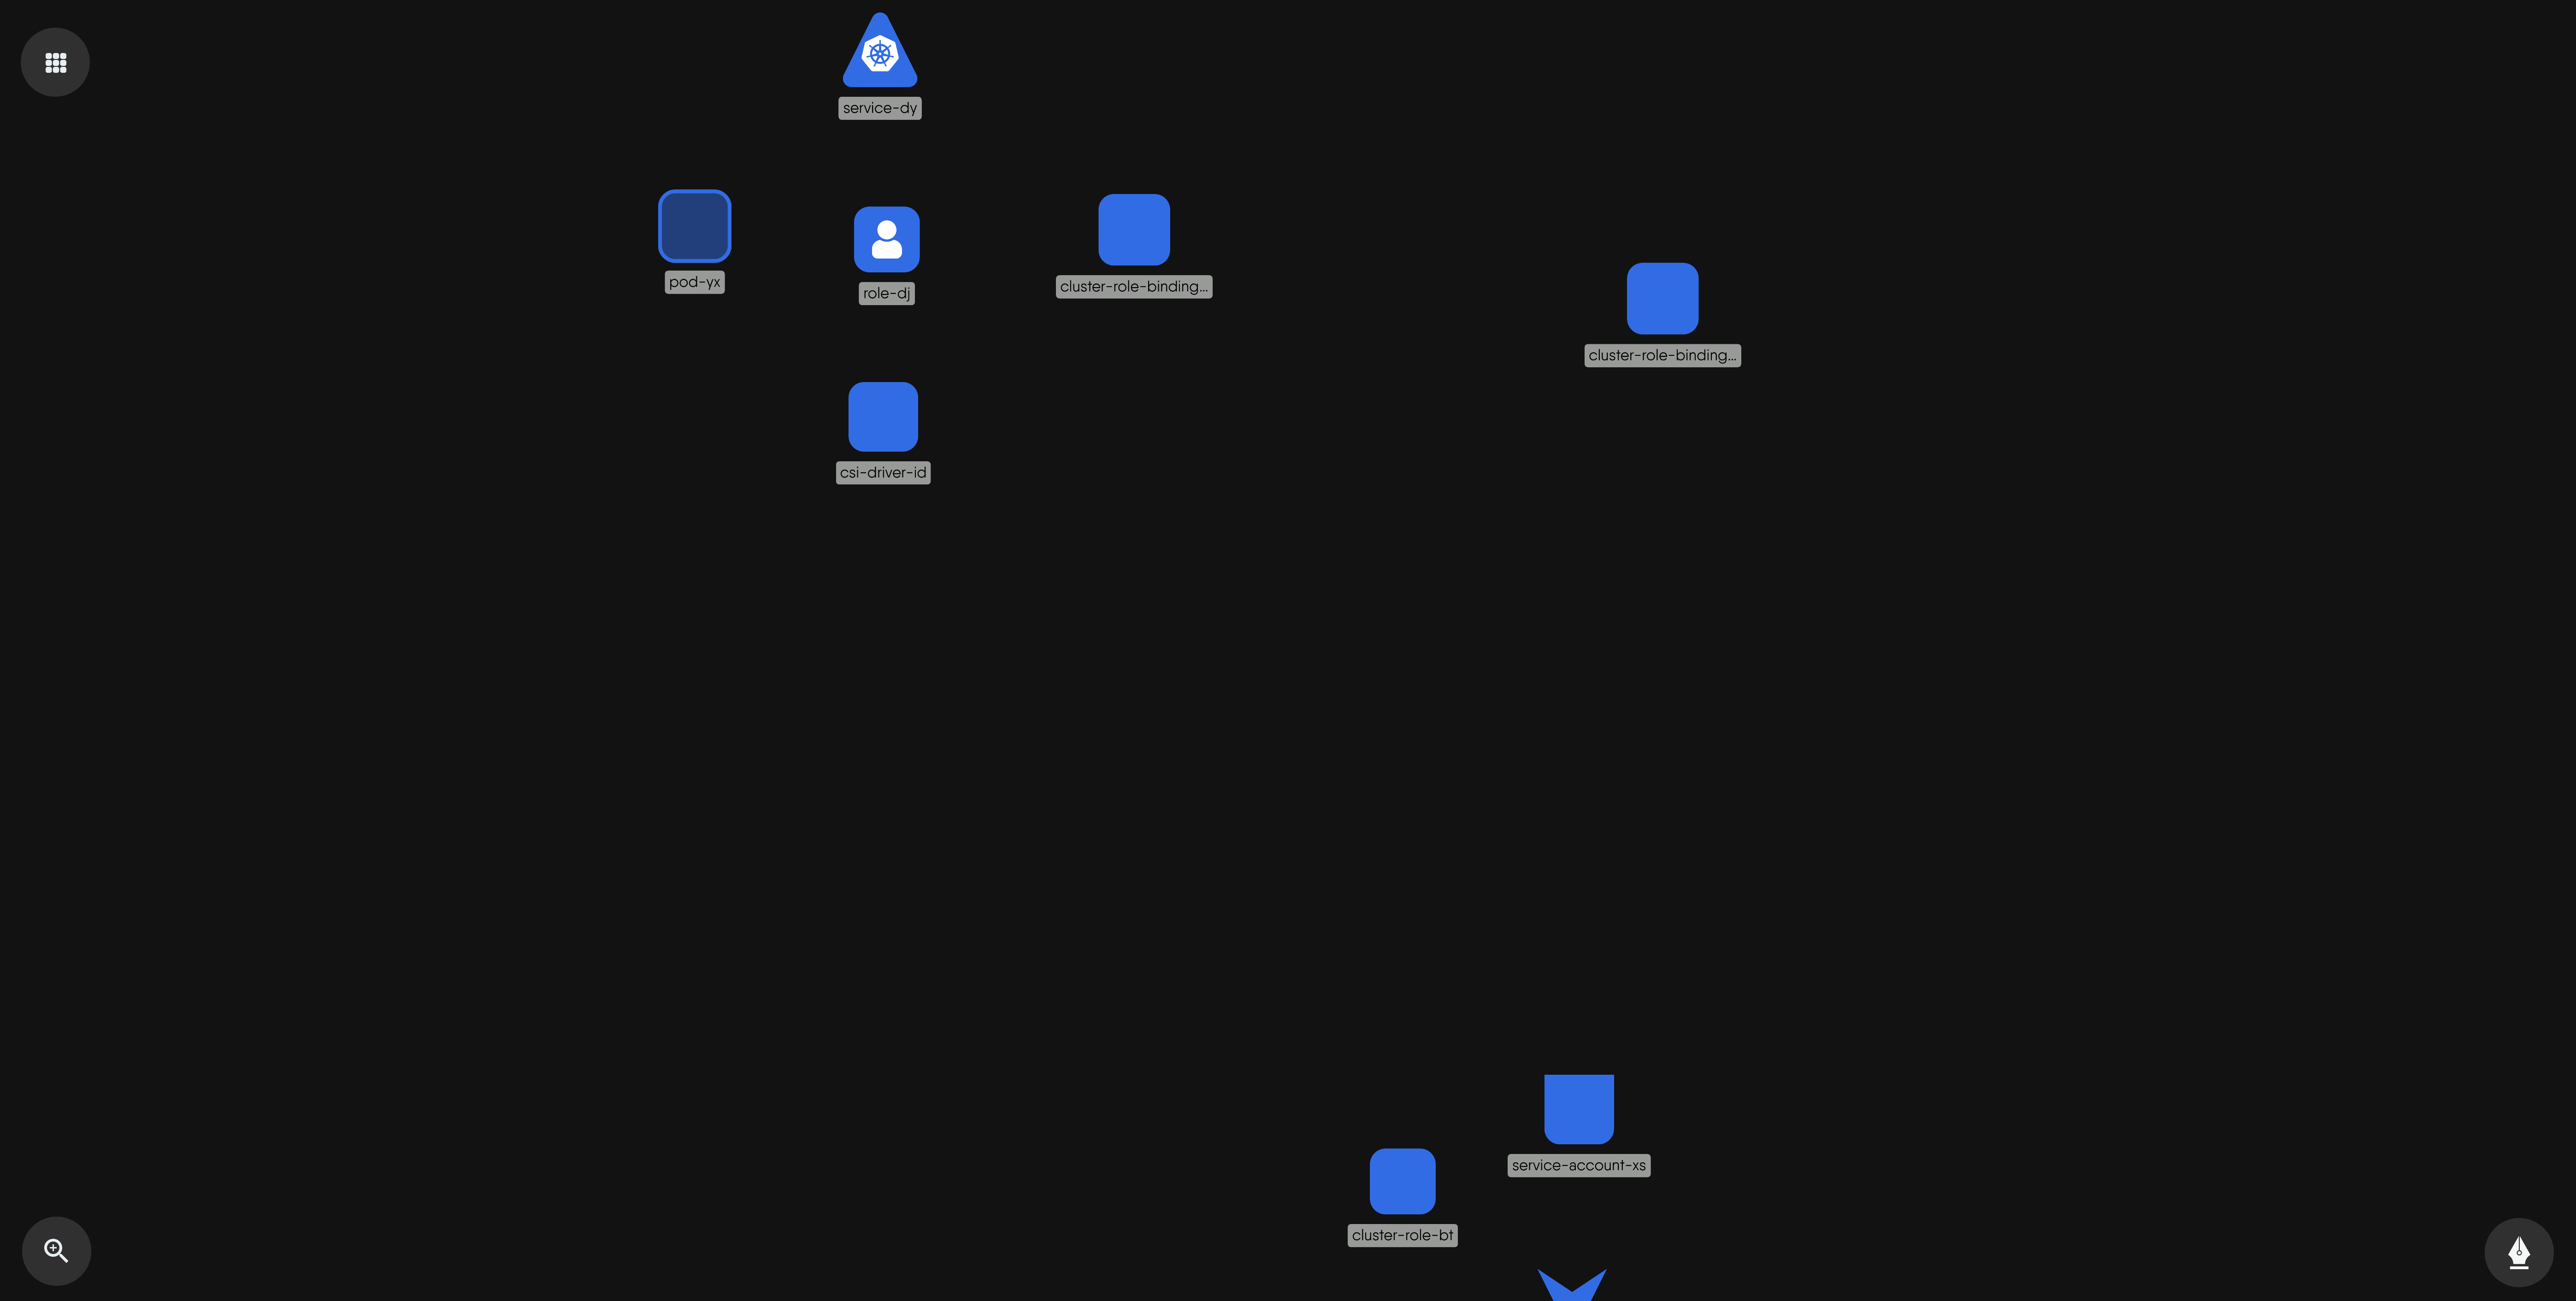 service-dy
pod-yx
role-dj
cluster-role-binding...
cluster-role-binding...
csi-driver-id
service-account-xs
cluster-role-bt